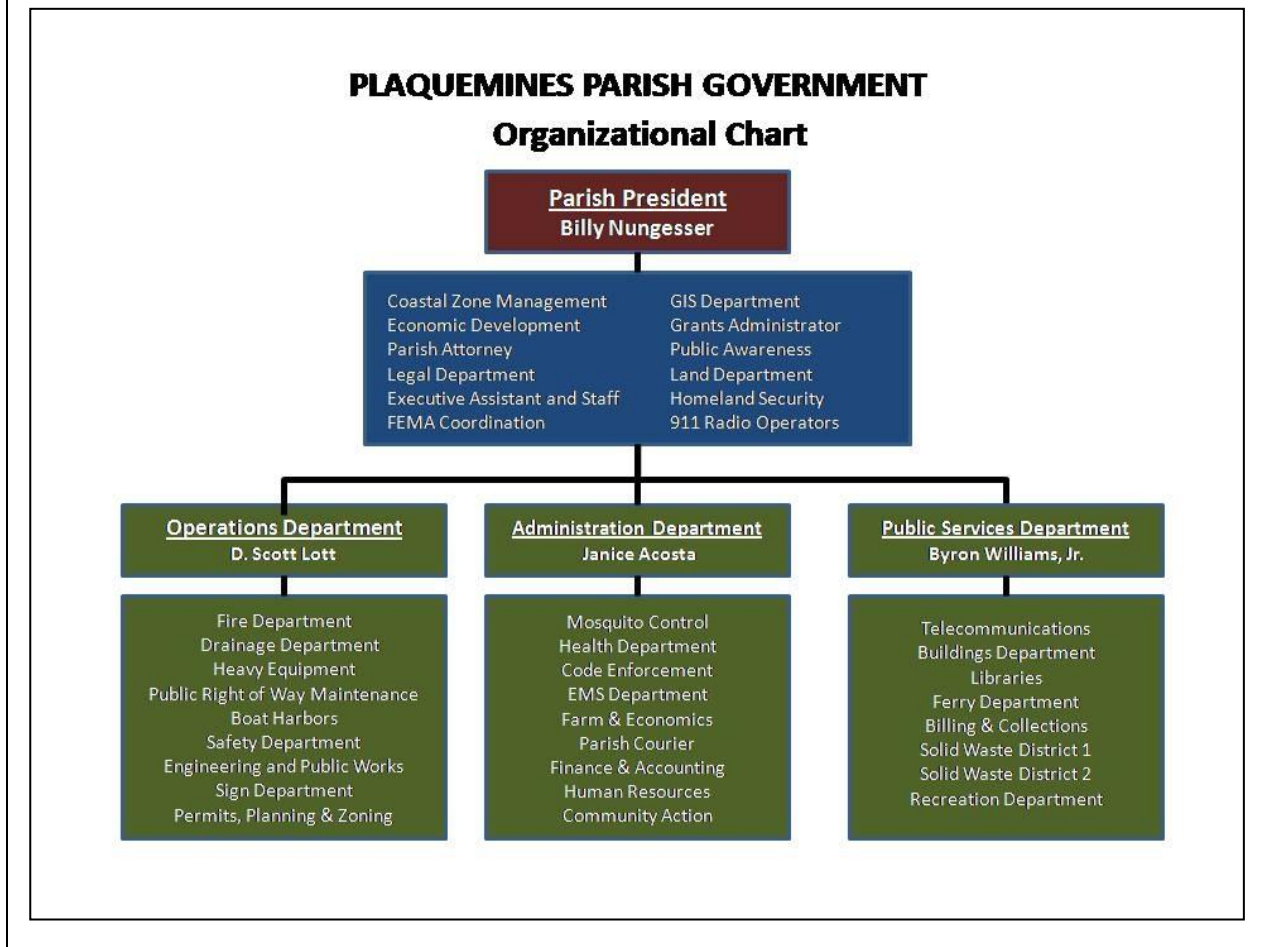 PLAQUEMINES PARISH GOVERNMENT
Organizational Chart
Parish President
Billy Nungesser
Coastal Zone Management
Economic Development
Parish Attorney
Legal Department
Executive Assistant and Staff
FEMA Coordination
GIS Department
Grants Administrator
Public Awareness
Land Department
Homeland Security
911 Radio Operators
Operations Department
D. Scott Lott
Fire Department
Drainage Department
Heavy Equipment
Public Right of Way Maintenance
Boat Harbors
Safety Department
Engineering and Public Works
Sign Department
Permits, Planning & Zoning
Administration Department
Janice Acosta
Mosquito Control
Health Department
Code Enforcement
EMS Department
Farm & Economics
Parish Courier
Finance & Accounting
Human Resources
Community Action
Public Services Department
Byron Williams, Jr.
Telecommunications
Buildings Department
Libraries
Ferry Department
Billing & Collections
Solid Waste District 1
Solid Waste District 2
Recreation Department